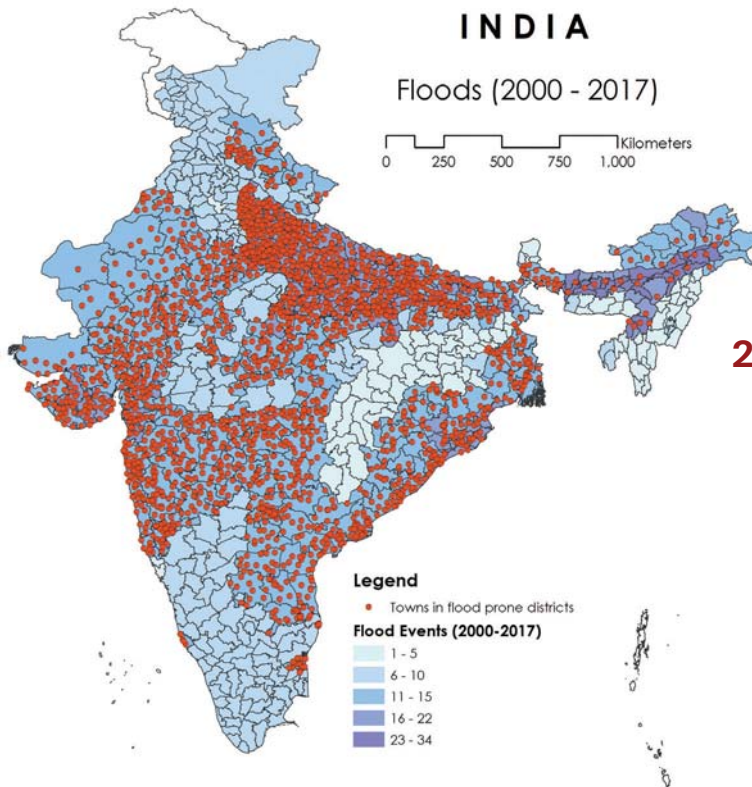 INDIA
Floods (2000 - 2017)
Kilometers
0 125 250 500 750 1.000
2
Legend
Towns in flood prone districts
Flood Events (2000-2017)
1 - 5
6 - 10
11 - 15
16 - 22
23 - 34